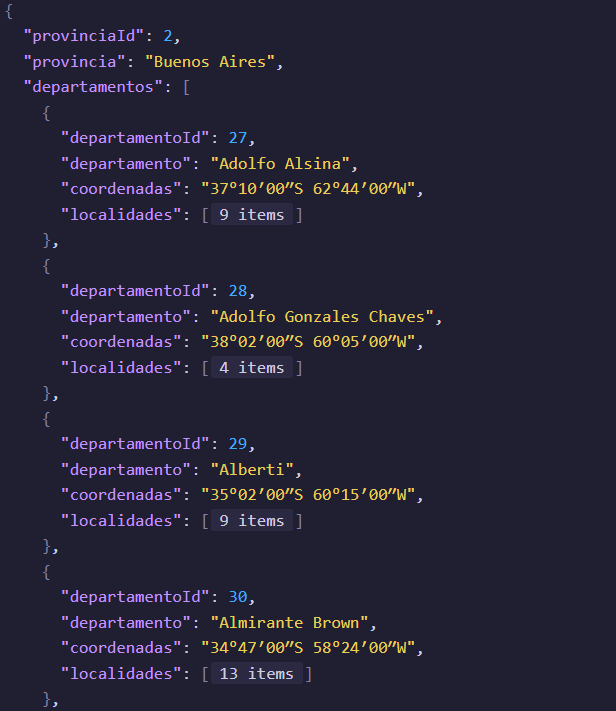 {
"provinciaId": 2,
"provincia": "Buenos Aires",
"departamentos": [
{
"departamentoId": 27,
"departamento": "Adolfo Alsina",
"coordenadas": "37º10’00”S 62º44’00”W",
"localidades": [ 9 items ]
},
{
"departamentoId": 28,
"departamento": "Adolfo Gonzales Chaves",
"coordenadas": "38º02’00”S 60º05’00”W",
"localidades": [ 4 items ]
},
{
"departamentoId": 29,
"departamento": "Alberti",
"coordenadas": "35º02’00”S 60º15’00”W",
"localidades": [ 9 items ]
},
{
"departamentoId": 30,
"departamento": "Almirante Brown",
"coordenadas": "34º47’00”S 58º24’00”W",
"localidades": [ 13 items ]
},